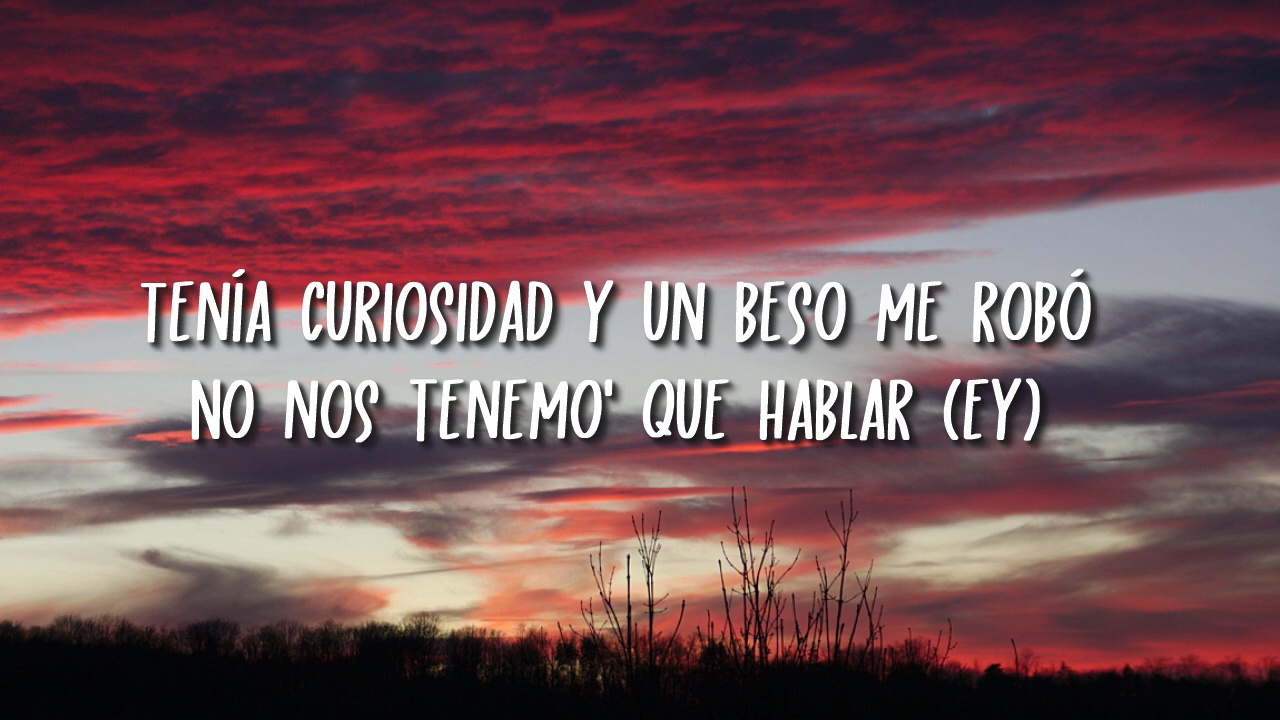 TENÍA CURIOSIDAD Y UN BESO ME ROBÓ
NO NOS TENEMO' QUE HABLAR (EY)